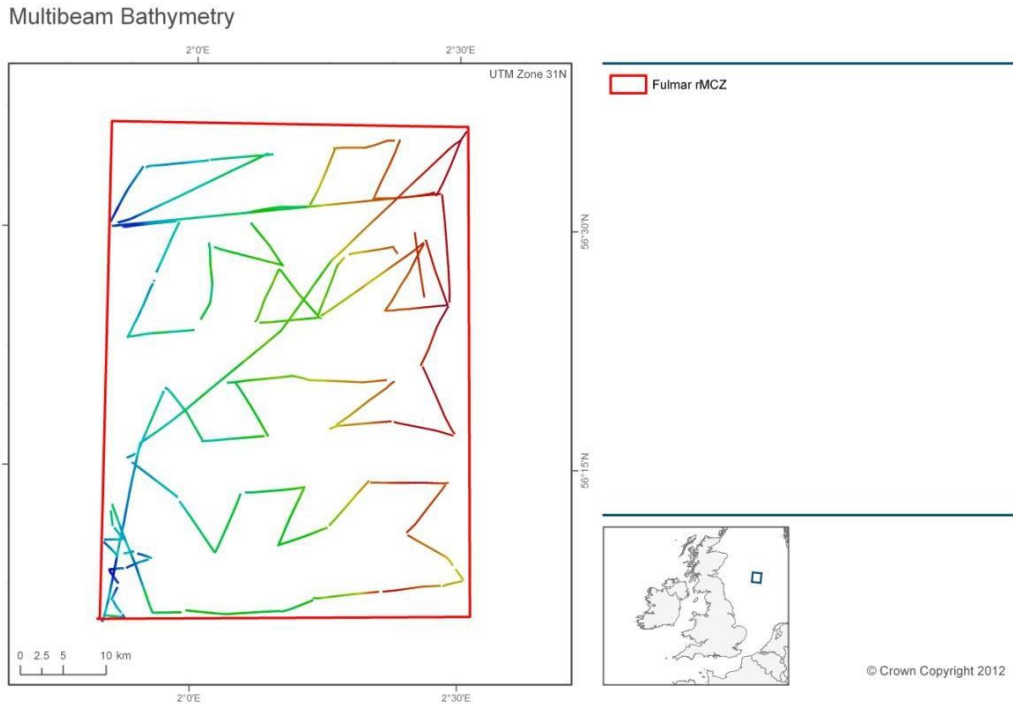 Multibeam Bathymetry
2°0'E
2°30'E
UTM Zone 31N
Fulmar rMCZ
56°30'N
56°15'N
0 2.5 5 10 km
© Crown Copyright 2012
2°0'E
2°30'E